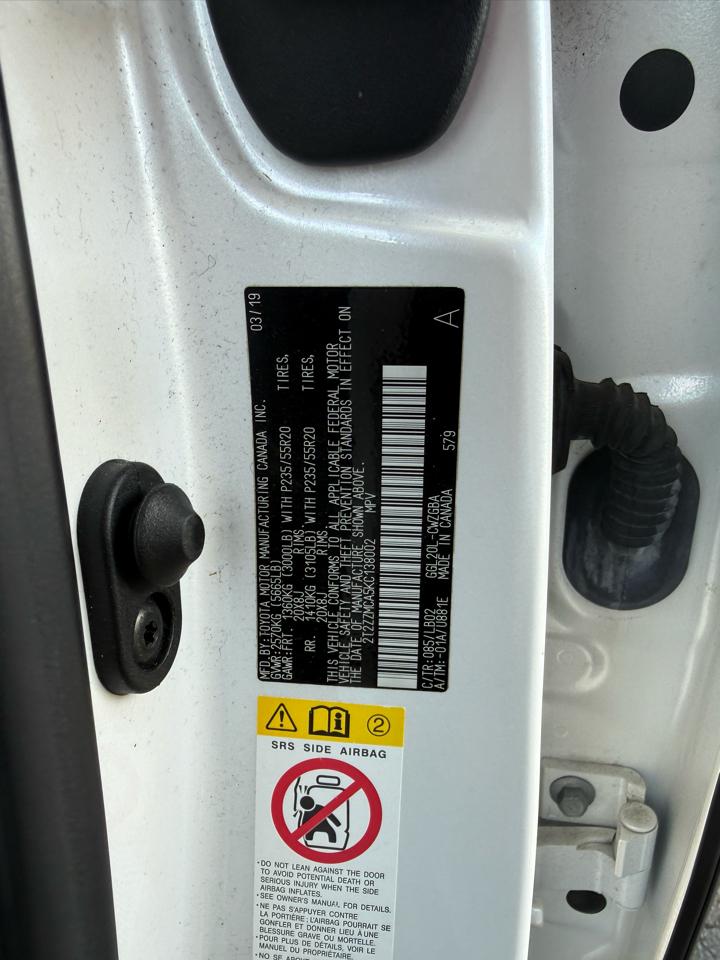 MFD.BY:TOYOTA MOTOR MANUFACTURING CANADA INC. 03/19
GVWR:2570KG (5665LB)
GAWR:FRT. 1360KG (3000LB) WITH P235/55R20 TIRES,
20X8J RIMS
RR. 1410KG (3105LB) WITH P235/55R20 TIRES,
20X8J RIMS
THIS VEHICLE CONFORMS TO ALL APPLICABLE FEDERAL MOTOR
VEHICLE SAFETY AND THEFT PREVENTION STANDARDS IN EFFECT ON
THE DATE OF MANUFACTURE SHOWN ABOVE.
2TZZZMCA5KC138002 MPV
C/TR:085/LB02 GGL20L-CWZGBA
A/TM:-01A/U881E MADE IN CANADA 579
A
2
SRS SIDE AIRBAG
•DO NOT LEAN AGAINST THE DOOR
TO AVOID POTENTIAL DEATH OR
SERIOUS INJURY WHEN THE SIDE
AIRBAG INFLATES.
•SEE OWNER'S MANUAL FOR DETAILS.
•NE PAS S'APPUYER CONTRE
LA PORTIÈRE; L'AIRBAG POURRAIT SE
GONFLER ET DONNER LIEU À UNE
BLESSURE GRAVE OU MORTELLE.
•POUR PLUS DE DÉTAILS, VOIR LE
MANUEL DU PROPRIÉTAIRE.
•NO SE APOYE